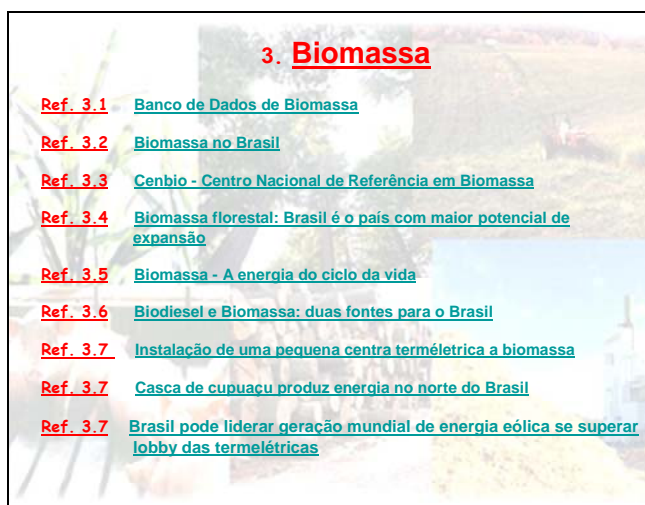 3. Biomassa
Ref. 3.1 Banco de Dados de Biomassa
Ref. 3.2 Biomassa no Brasil
Ref. 3.3 Cenbio - Centro Nacional de Referência em Biomassa
Ref. 3.4 Biomassa florestal: Brasil é o país com maior potencial de
expansão
Ref. 3.5 Biomassa - A energia do ciclo da vida
Ref. 3.6 Biodiesel e Biomassa: duas fontes para o Brasil
Ref. 3.7 Instalação de uma pequena centra terméletrica a biomassa
Ref. 3.7 Casca de cupuaçu produz energia no norte do Brasil
Ref. 3.7 Brasil pode liderar geração mundial de energia eólica se superar
lobby das termelétricas